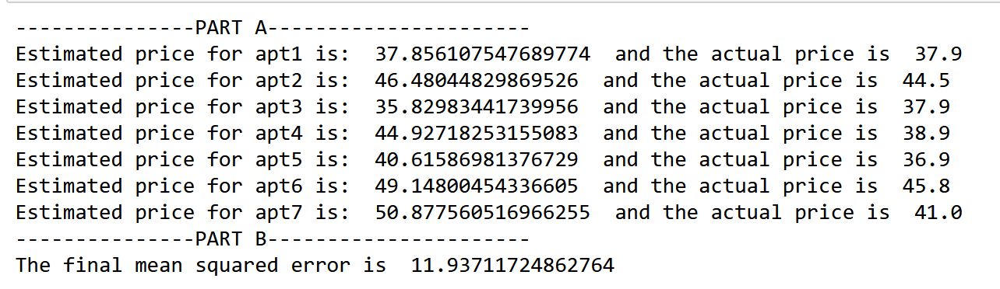 ---------------PART A----------------------
Estimated price for apt1 is:  37.856107547689774  and the actual price is  37.9
Estimated price for apt2 is:  46.48044829869526  and the actual price is  44.5
Estimated price for apt3 is:  35.82983441739956  and the actual price is  37.9
Estimated price for apt4 is:  44.92718253155083  and the actual price is  38.9
Estimated price for apt5 is:  40.61586981376729  and the actual price is  36.9
Estimated price for apt6 is:  49.14800454336605  and the actual price is  45.8
Estimated price for apt7 is:  50.877560516966255  and the actual price is  41.0
---------------PART B----------------------
The final mean squared error is  11.93711724862764